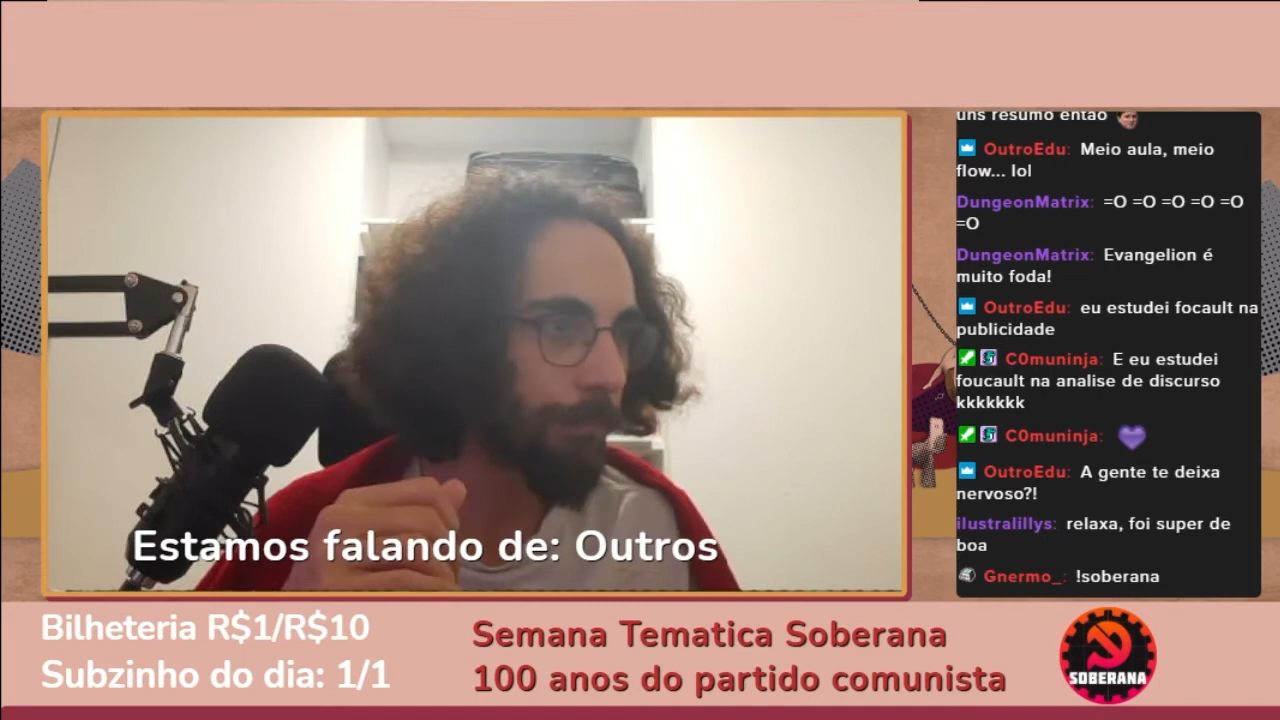 uns resumo entao
OutroEdu: Meio aula, meio
flow... lol
DungeonMatrix: =O =O =O =O =O
=O
DungeonMatrix: Evangelion é
muito foda!
OutroEdu: eu estudei focault na
publicidade
C0muninja: E eu estudei
foucault na analise de discurso
kkkkkkk
C0muninja:
OutroEdu: A gente te deixa
nervoso?!
ilustralillys: relaxa, foi super de
boa
Gnermo_: !soberana
Estamos falando de: Outros
Bilheteria R$1/R$10
Subzinho do dia: 1/1
Semana Tematica Soberana
100 anos do partido comunista
SOBERANA